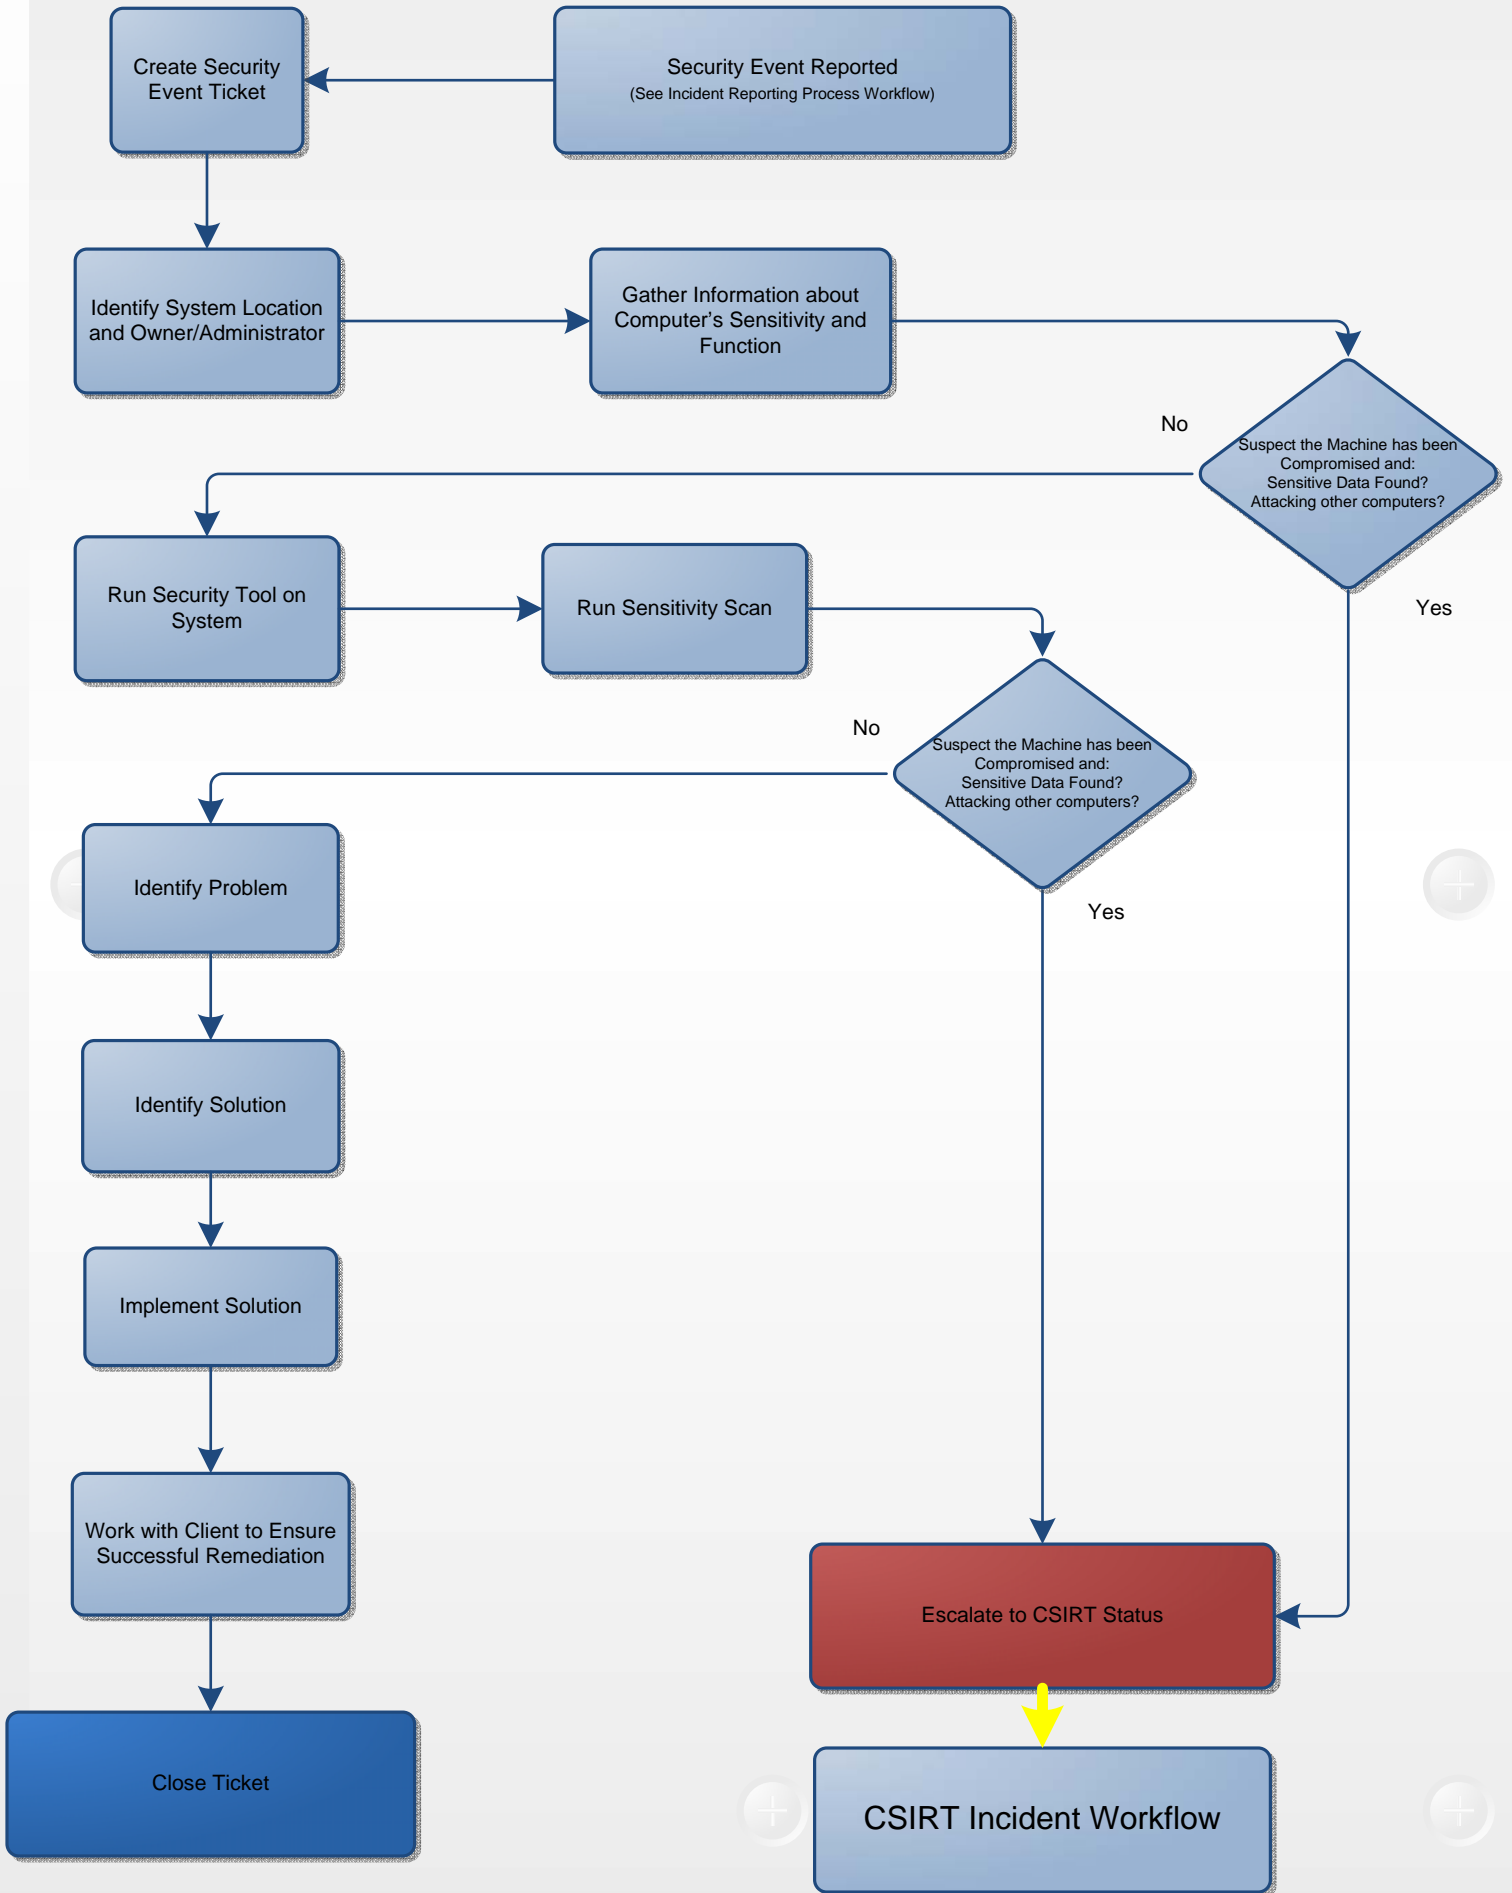 Create Security
Event Ticket
Security Event Reported
(See Incident Reporting Process Workflow)
Identify System Location
and Owner/Administrator
Gather Information about
Computer’s Sensitivity and
Function
No
Suspect the Machine has been
Compromised and:
Sensitive Data Found?
Attacking other computers?
Yes
Run Security Tool on
System
Run Sensitivity Scan
No
Suspect the Machine has been
Compromised and:
Sensitive Data Found?
Attacking other computers?
Yes
Identify Problem
Identify Solution
Implement Solution
Work with Client to Ensure
Successful Remediation
Escalate to CSIRT Status
Close Ticket
CSIRT Incident Workflow